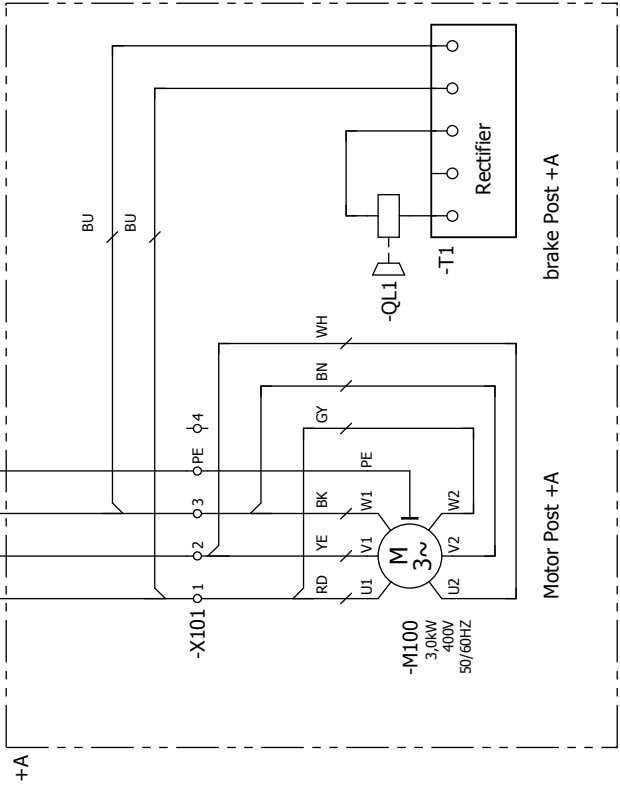 +A
BU
BU
-X101
1
2
3
PE
4
RD
YE
BK
PE
GY
BN
WH
U1
V1
W1
M
3~
U2
V2
W2
-M100
3,0kW
400V
50/60HZ
Motor Post +A
-QL1
-T1
Rectifier
brake Post +A